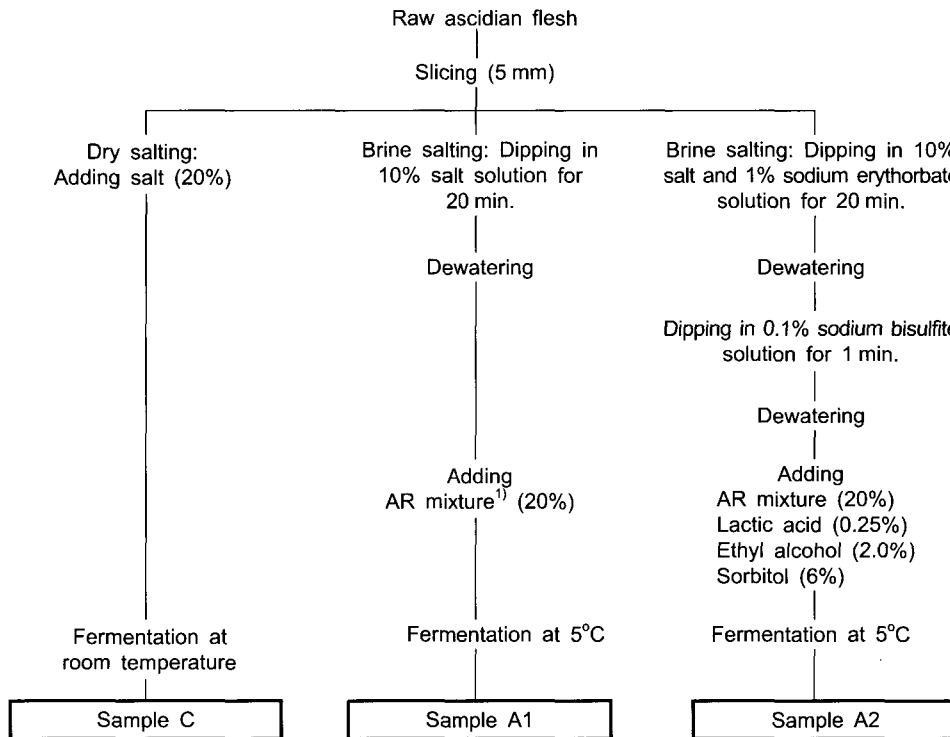 Raw ascidian flesh
Slicing (5 mm)
Dry salting:
Adding salt (20%)
Brine salting: Dipping in
10% salt solution for
20 min.
Dewatering
Adding
AR mixture¹⁾ (20%)
Brine salting: Dipping in 10%
salt and 1% sodium erythorbate
solution for 20 min.
Dewatering
Dipping in 0.1% sodium bisulfite
solution for 1 min.
Dewatering
Adding
AR mixture (20%)
Lactic acid (0.25%)
Ethyl alcohol (2.0%)
Sorbitol (6%)
Fermentation at
room temperature
Fermentation at 5°C
Fermentation at 5°C
Sample C
Sample A1
Sample A2